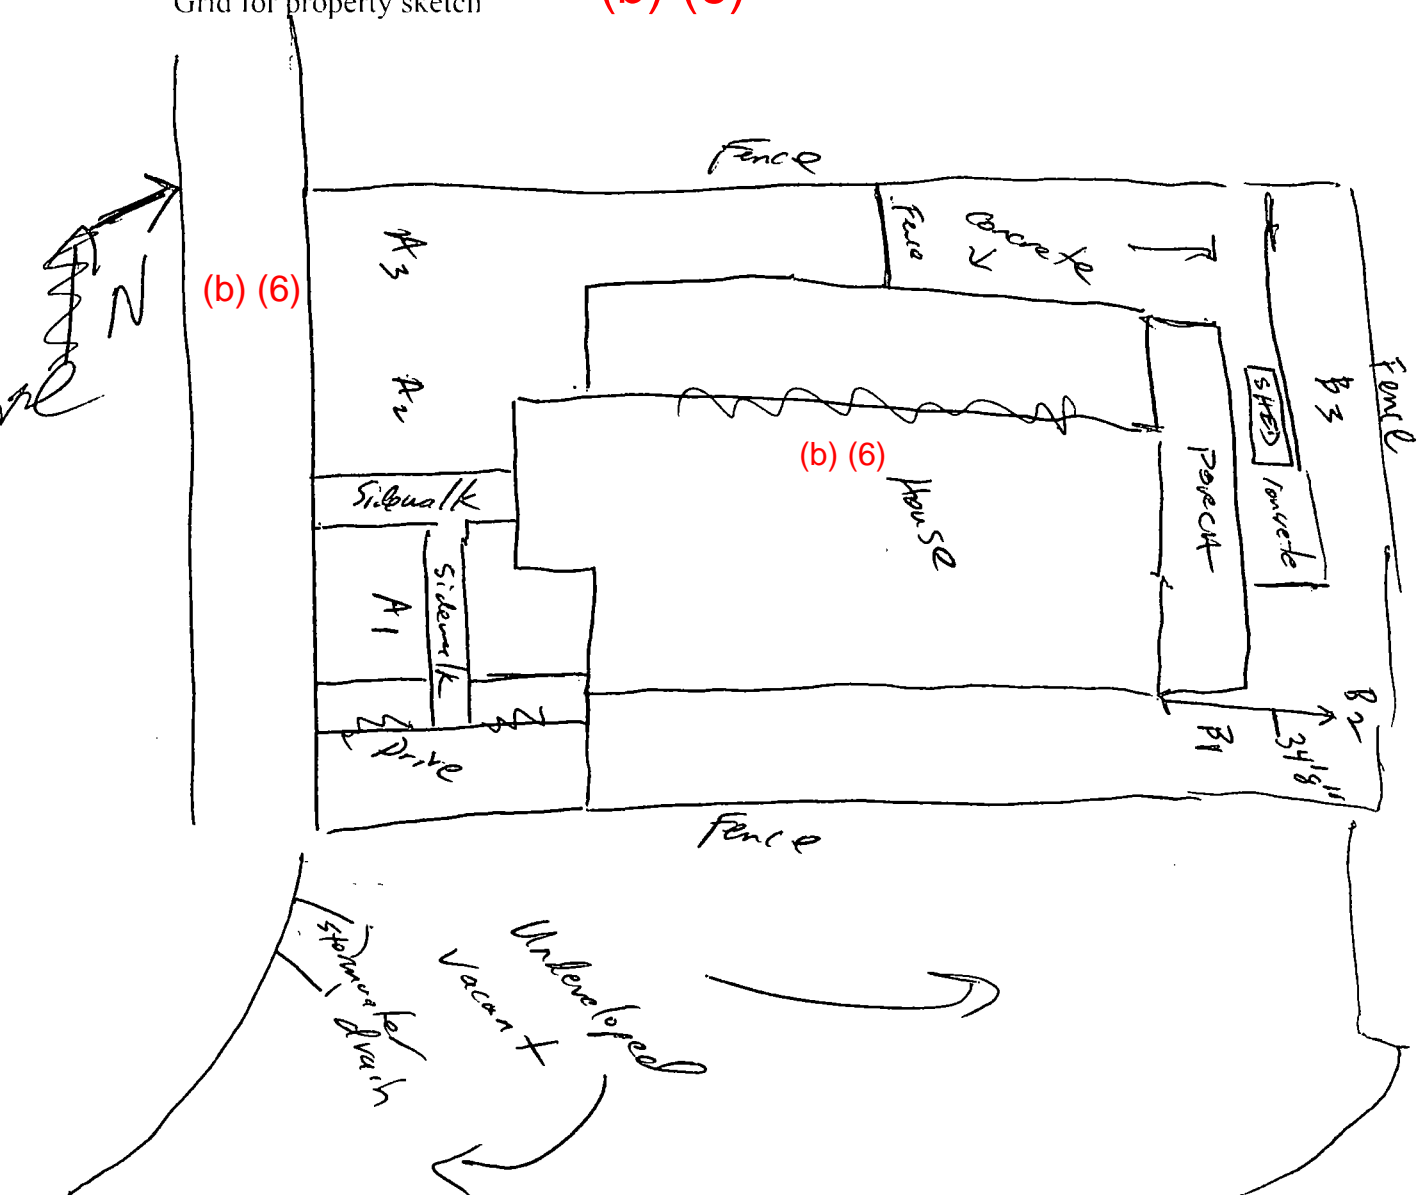 Grid for property sketch
(b) (6)
Fence
Fence
concrete
A3
N
(b) (6)
A2
B3
Fence
SHED
(b) (6)
House
PORCH
concrete
Sidewalk
Sidewalk
A1
B2
B1
34'8"
Drive
Fence
Stormwater
drain
Undeveloped
Vacant